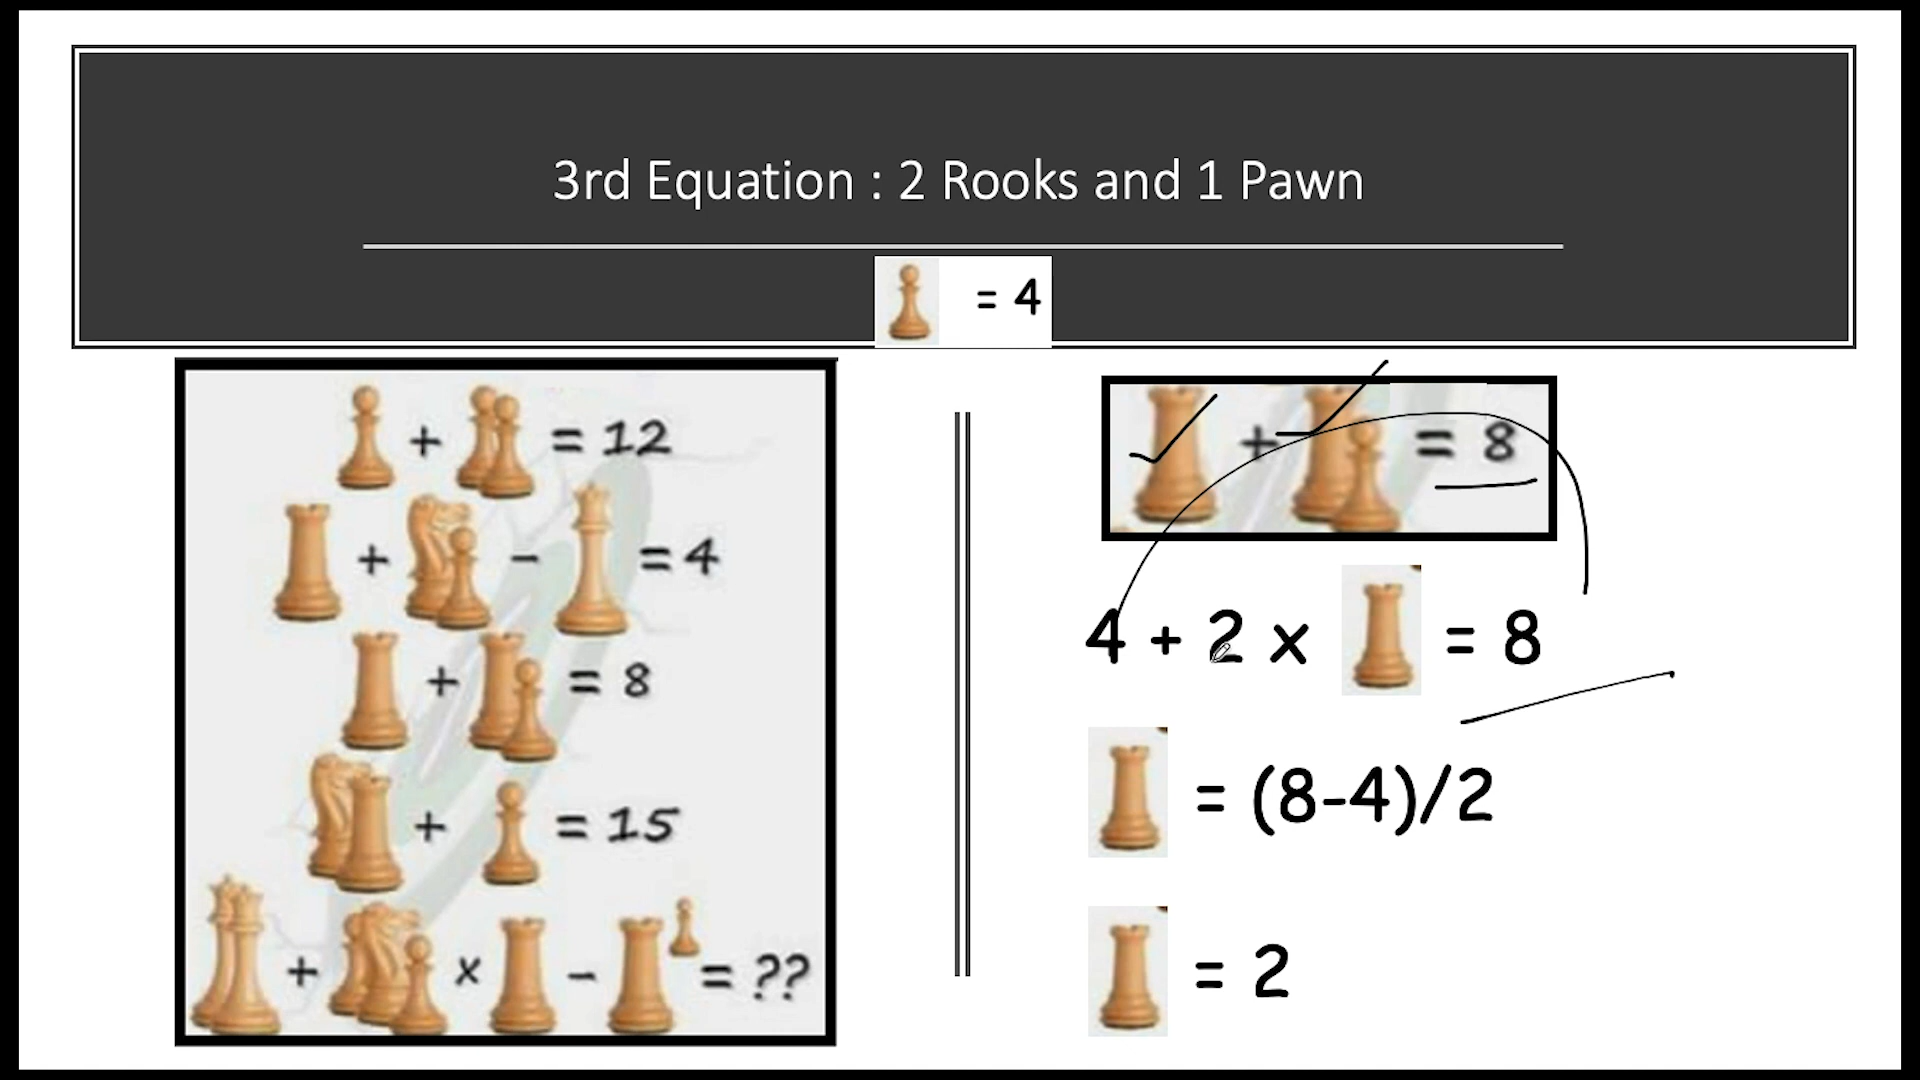 3rd Equation : 2 Rooks and 1 Pawn
= 4
+ = 12
+ - = 4
+ = 8
+ = 15
+ x - = ??
+ = 8
4 + 2 x = 8
= (8-4)/2
= 2